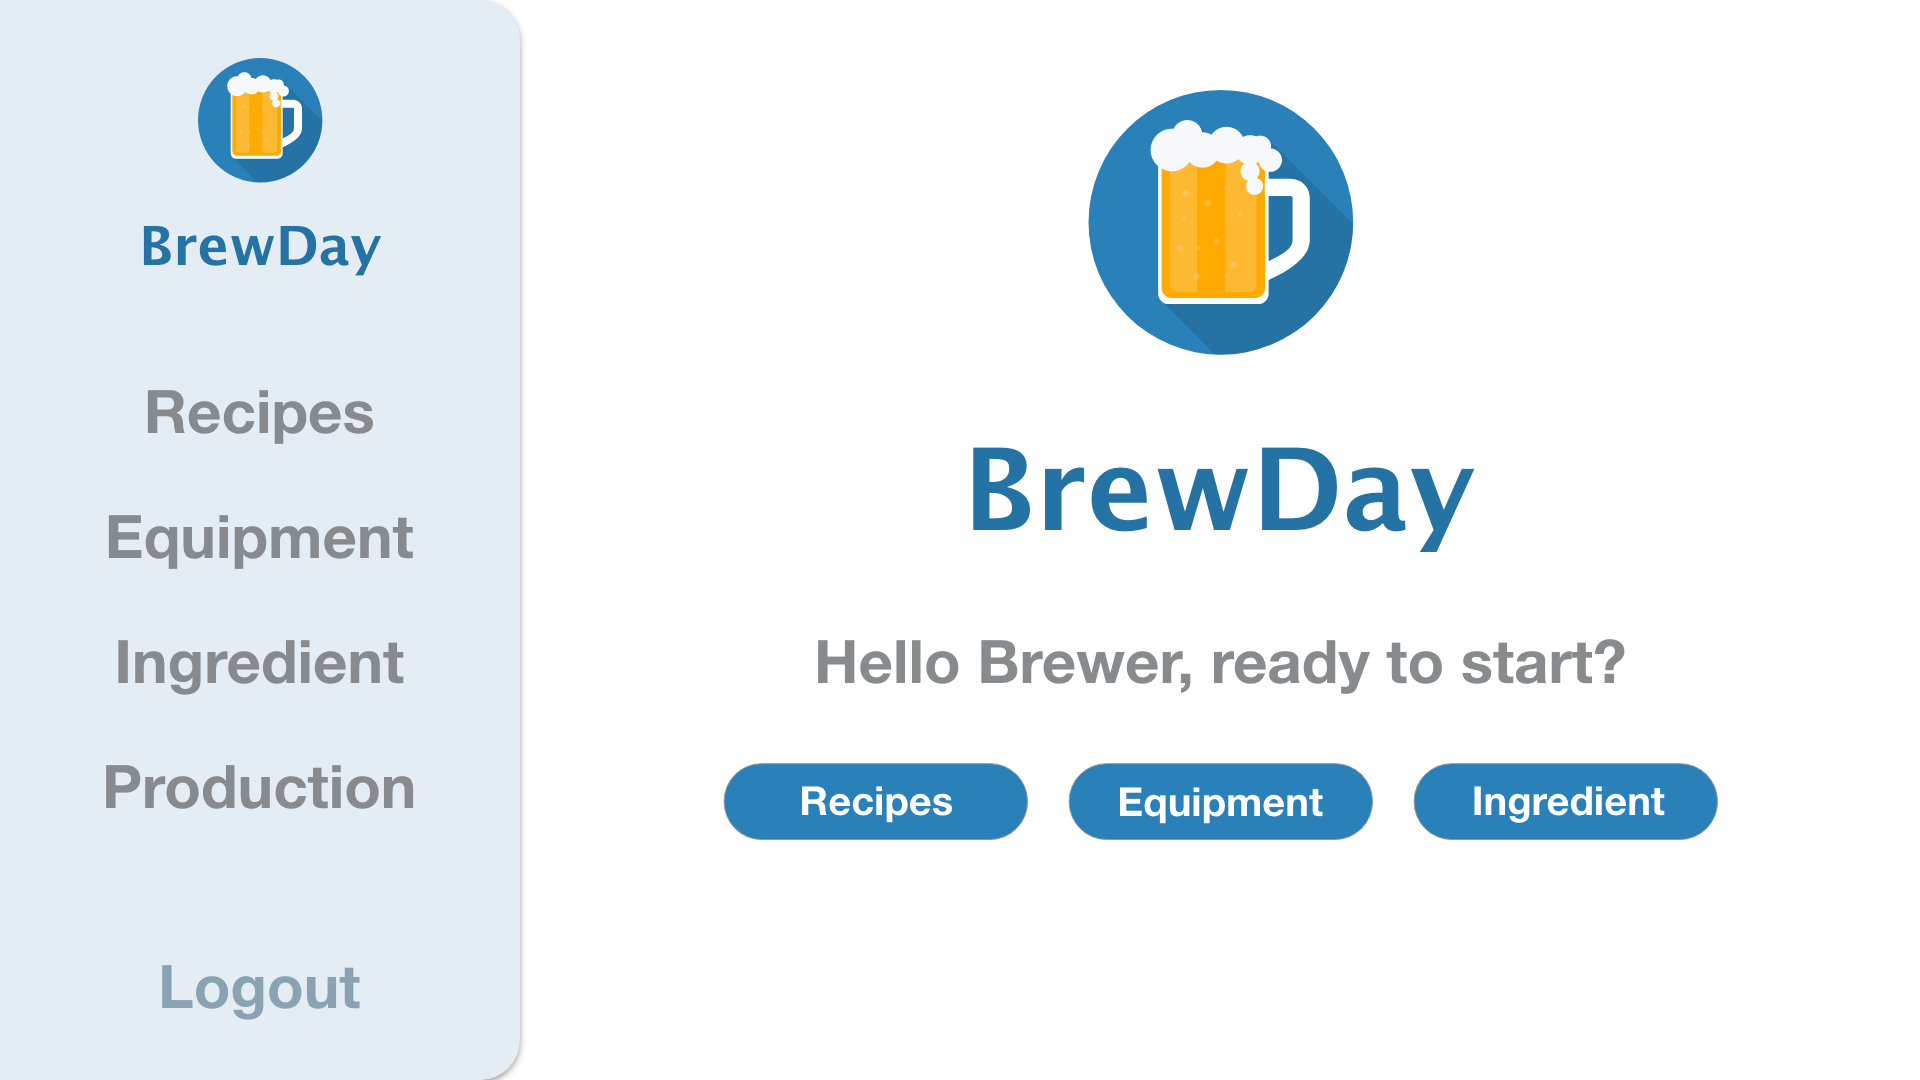 BrewDay
Recipes
Equipment
Ingredient
Production
Logout
BrewDay
Hello Brewer, ready to start?
Recipes
Equipment
Ingredient